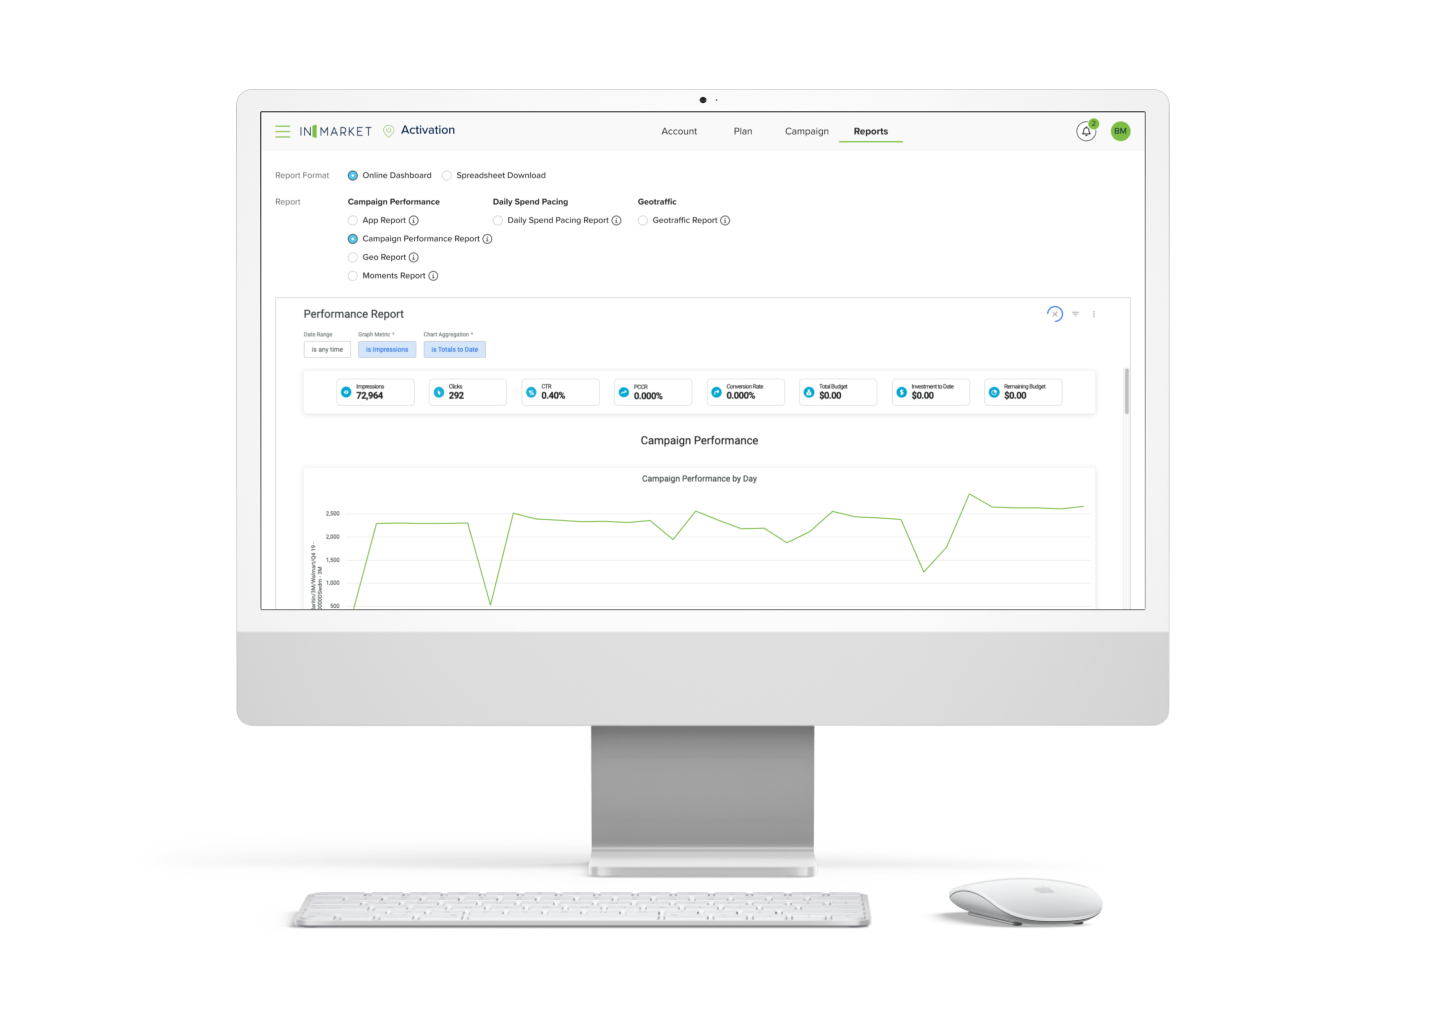 INMARKET Activation Account Plan Campaign Reports 2 BM
Report Format Online Dashboard Spreadsheet Download
Report Campaign Performance Daily Spend Pacing Geotraffic
App Report Daily Spend Pacing Report Geotraffic Report
Campaign Performance Report
Geo Report
Moments Report
Performance Report
Date Range Graph Metric * Chart Aggregation *
is any time is Impressions is Totals to Date
Impressions Clicks CTR PCCR Conversion Rate Total Budget Investment to Date Remaining Budget
72,964 292 0.40% 0.000% 0.000% $0.00 $0.00 $0.00
Campaign Performance
Campaign Performance by Day
2,500
2,000
1,500
1,000
500